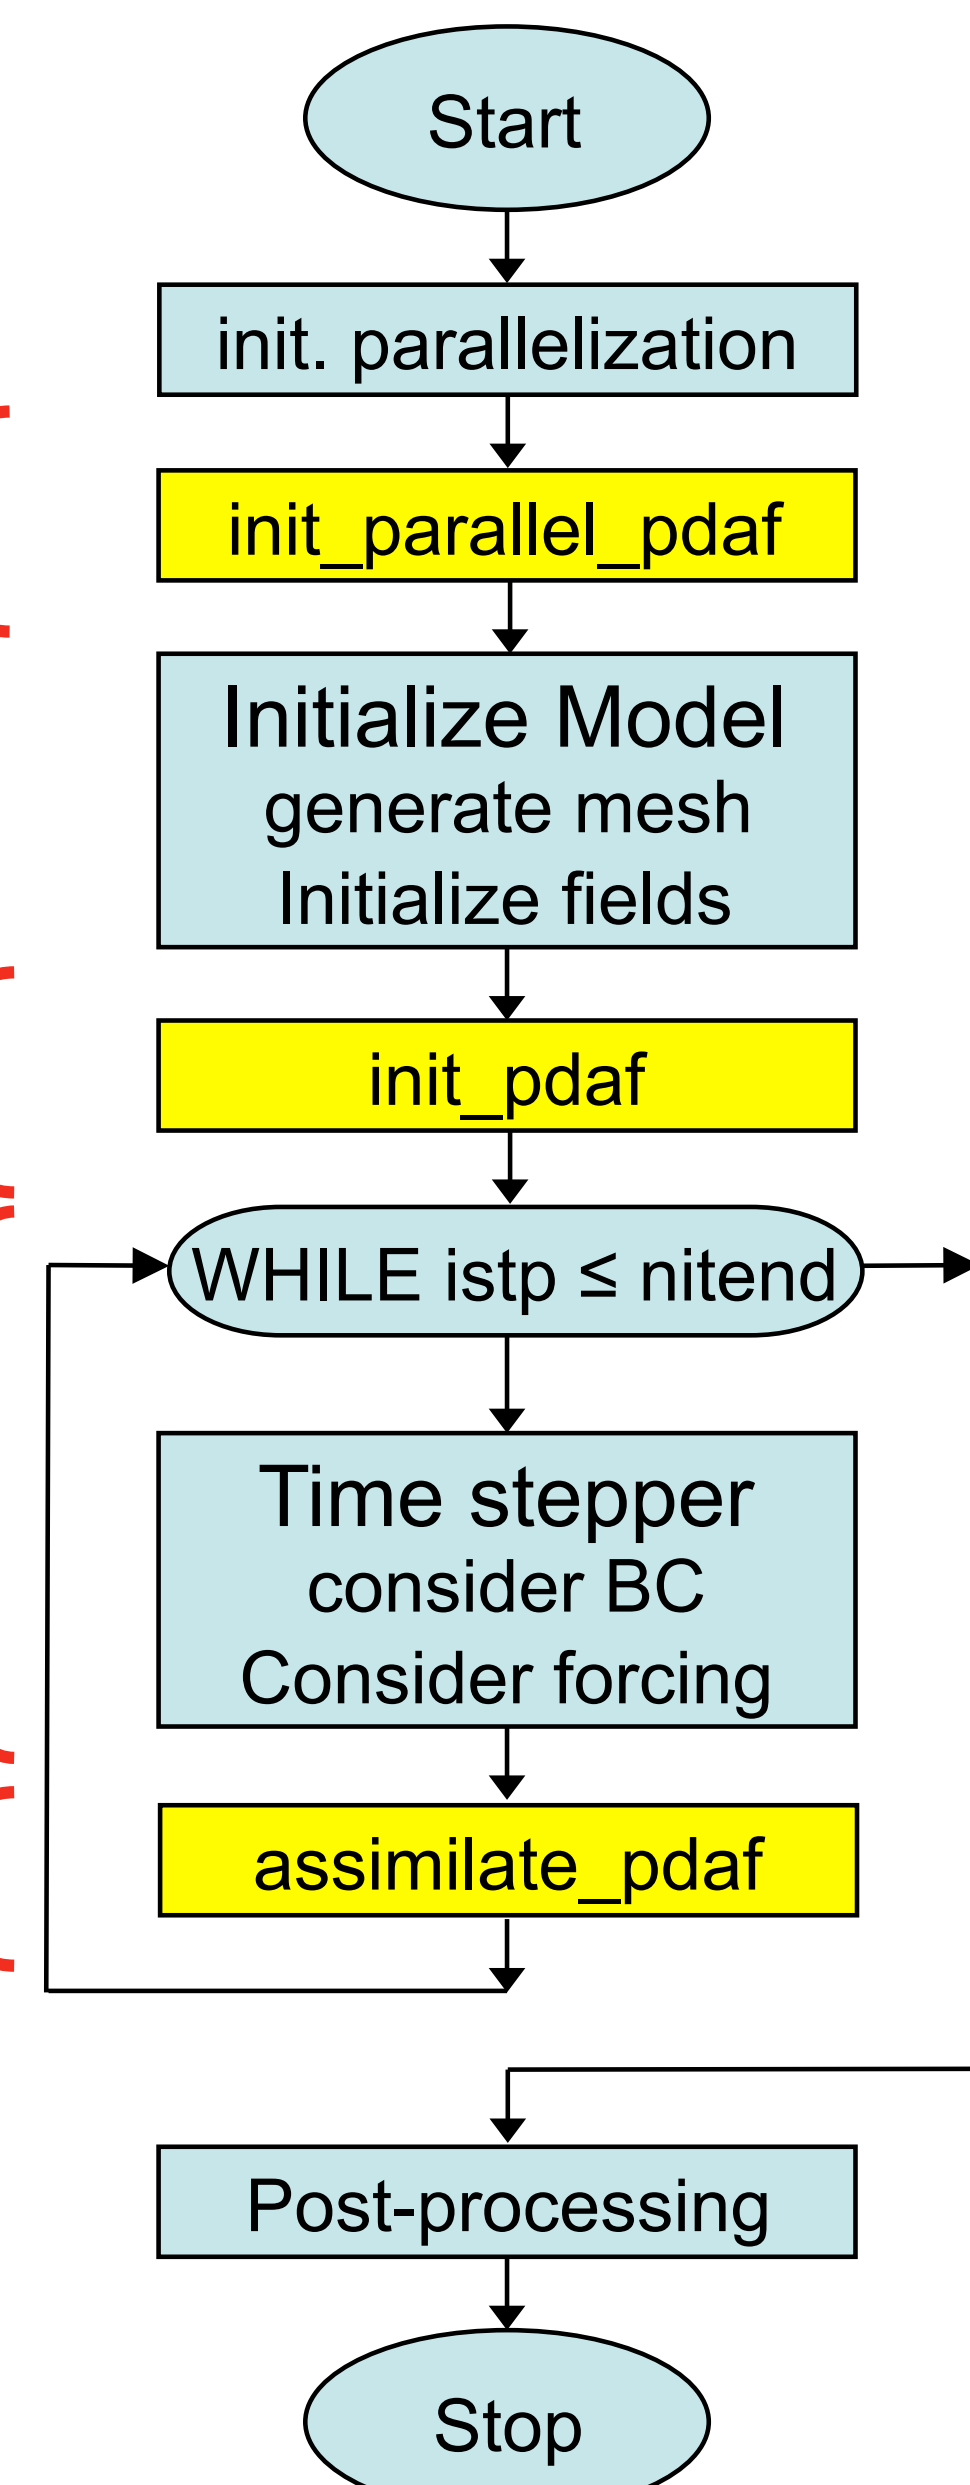 Start
init. parallelization
init_parallel_pdaf
Initialize Model
generate mesh
Initialize fields
init_pdaf
WHILE istp ≤ nitend
Time stepper
consider BC
Consider forcing
assimilate_pdaf
Post-processing
Stop